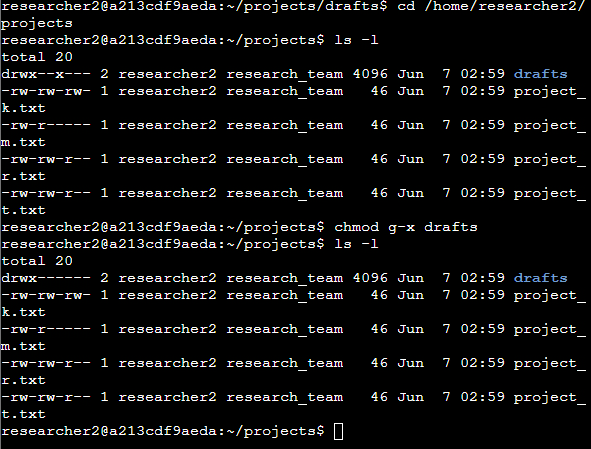 researcher2@a213cdf9aeda:~/projects/drafts$ cd /home/researcher2/
projects
researcher2@a213cdf9aeda:~/projects$ ls -l
total 20
drwx--x--- 2 researcher2 research_team 4096 Jun  7 02:59 drafts
-rw-rw-rw- 1 researcher2 research_team   46 Jun  7 02:59 project_
k.txt
-rw-r----- 1 researcher2 research_team   46 Jun  7 02:59 project_
m.txt
-rw-rw-r-- 1 researcher2 research_team   46 Jun  7 02:59 project_
r.txt
-rw-rw-r-- 1 researcher2 research_team   46 Jun  7 02:59 project_
t.txt
researcher2@a213cdf9aeda:~/projects$ chmod g-x drafts
researcher2@a213cdf9aeda:~/projects$ ls -l
total 20
drwx------ 2 researcher2 research_team 4096 Jun  7 02:59 drafts
-rw-rw-rw- 1 researcher2 research_team   46 Jun  7 02:59 project_
k.txt
-rw-r----- 1 researcher2 research_team   46 Jun  7 02:59 project_
m.txt
-rw-rw-r-- 1 researcher2 research_team   46 Jun  7 02:59 project_
r.txt
-rw-rw-r-- 1 researcher2 research_team   46 Jun  7 02:59 project_
t.txt
researcher2@a213cdf9aeda:~/projects$